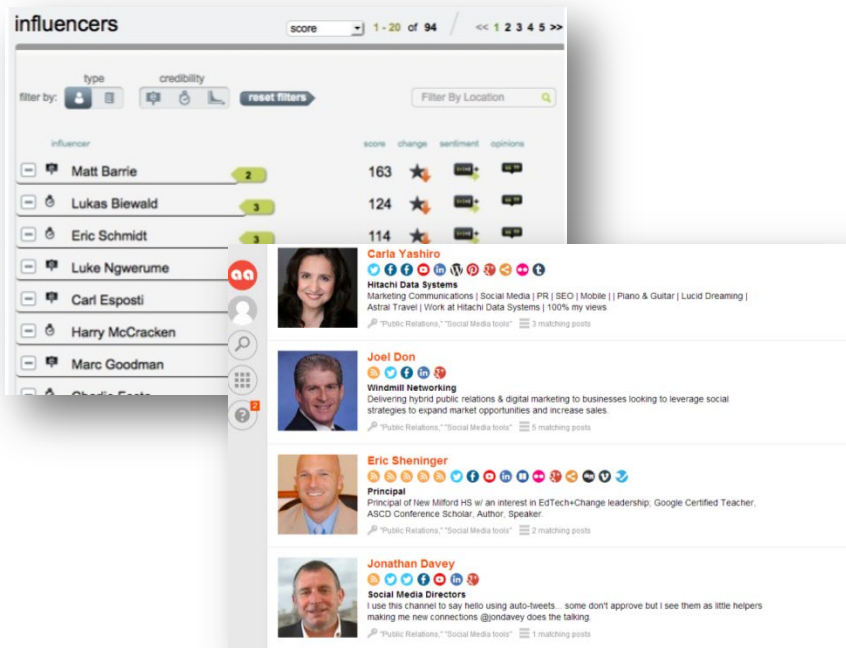 influencers
score
1 - 20 of 94
<< 1 2 3 4 5 >>
type credibility
filter by:
reset filters
Filter By Location
influencer score change sentiment opinions
Matt Barrie 2 163
Lukas Biewald 3 124
Eric Schmidt 3 114
Luke Ngwerume
Carl Esposti
Harry McCracken
Marc Goodman
aa
2
Carla Yashiro
Hitachi Data Systems
Marketing Communications | Social Media | PR | SEO | Mobile | | Piano & Guitar | Lucid Dreaming |
Astral Travel | Work at Hitachi Data Systems | 100% my views
"Public Relations," "Social Media tools" 3 matching posts
Joel Don
Windmill Networking
Delivering hybrid public relations & digital marketing to businesses looking to leverage social
strategies to expand market opportunities and increase sales.
"Public Relations," "Social Media tools" 5 matching posts
Eric Sheninger
Principal
Principal of New Milford HS w/ an interest in EdTech+Change leadership; Google Certified Teacher,
ASCD Conference Scholar, Author, Speaker.
"Public Relations," "Social Media tools" 2 matching posts
Jonathan Davey
Social Media Directors
I use this channel to say hello using auto-tweets... some don't approve but I see them as little helpers
making me new connections @jondavey does the talking.
"Public Relations," "Social Media tools" 1 matching posts